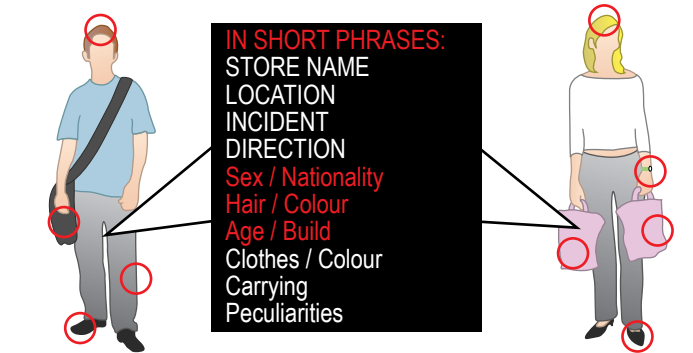 IN SHORT PHRASES:
STORE NAME
LOCATION
INCIDENT
DIRECTION
Sex / Nationality
Hair / Colour
Age / Build
Clothes / Colour
Carrying
Peculiarities